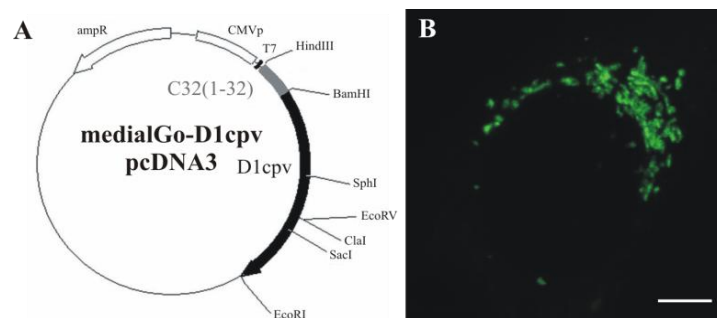 A
B
ampR
CMVp
T7
HindIII
C32(1-32)
BamHI
medialGo-D1cpv
pcDNA3
D1cpv
SphI
EcoRV
ClaI
SacI
EcoRI